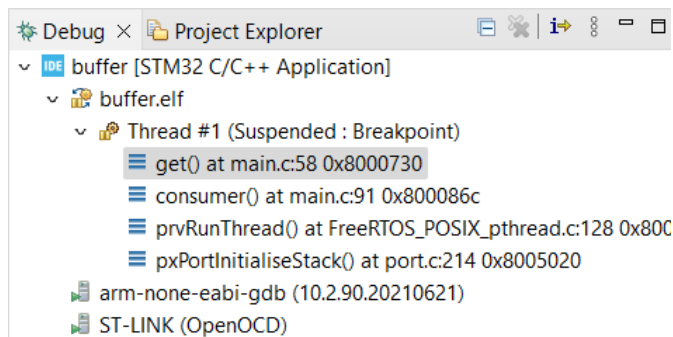 Debug Project Explorer
IDE buffer [STM32 C/C++ Application]
buffer.elf
Thread #1 (Suspended : Breakpoint)
get() at main.c:58 0x8000730
consumer() at main.c:91 0x800086c
prvRunThread() at FreeRTOS_POSIX_pthread.c:128 0x800
pxPortInitialiseStack() at port.c:214 0x8005020
arm-none-eabi-gdb (10.2.90.20210621)
ST-LINK (OpenOCD)